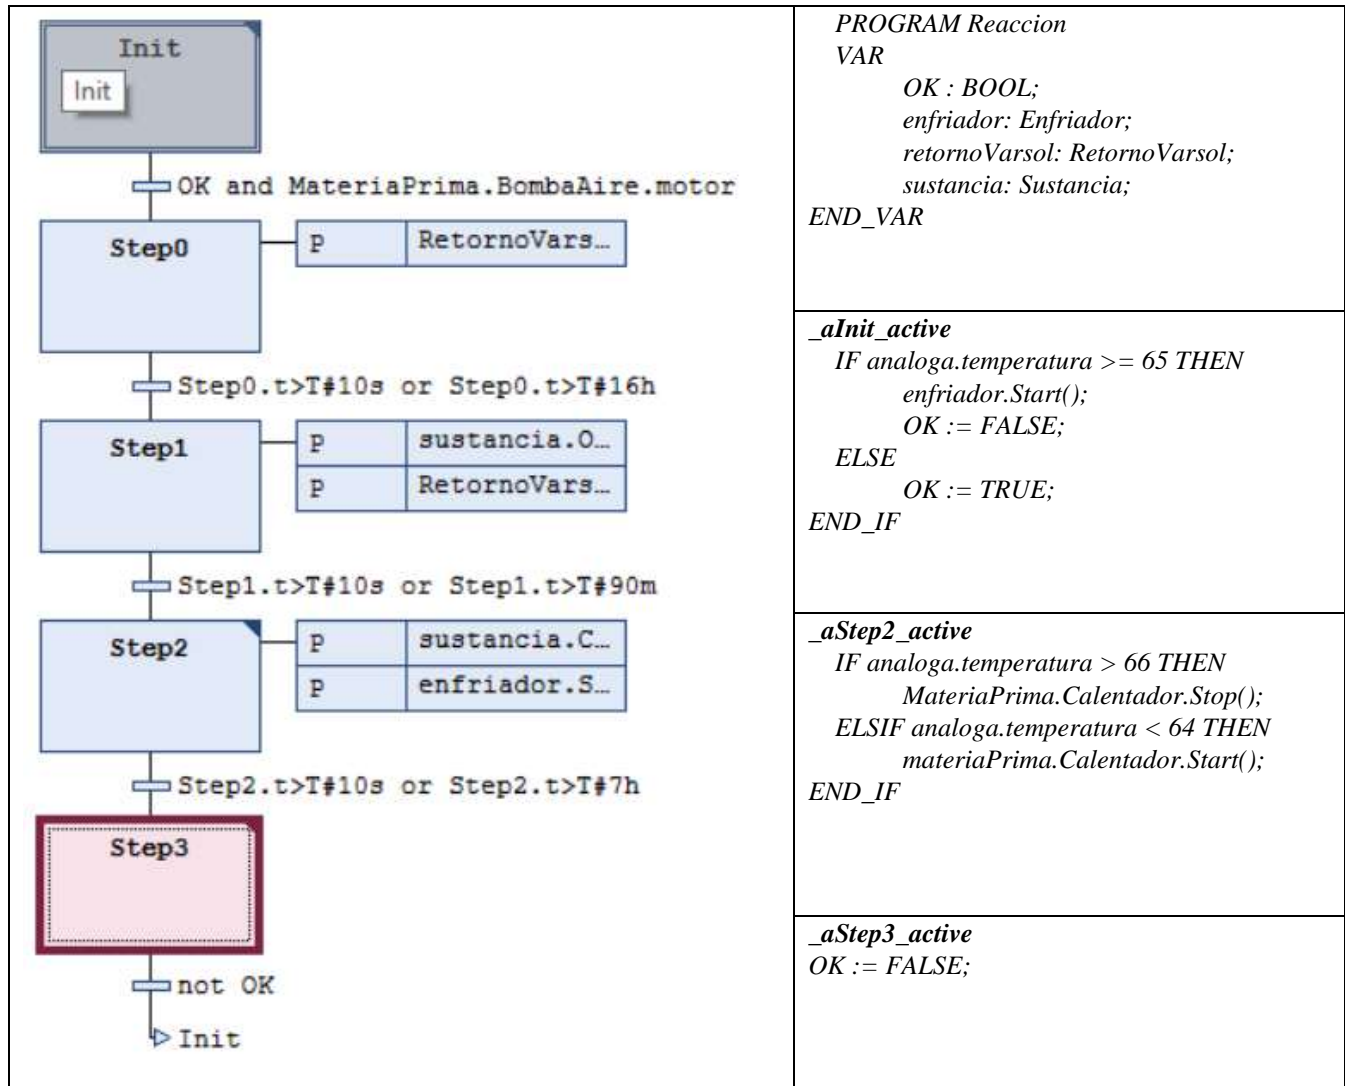 Init
Init
OK and MateriaPrima.BombaAire.motor
Step0
p RetornoVars…
Step0.t>T#10s or Step0.t>T#16h
Step1
p sustancia.O…
p RetornoVars…
Step1.t>T#10s or Step1.t>T#90m
Step2
p sustancia.C…
p enfriador.S…
Step2.t>T#10s or Step2.t>T#7h
Step3
not OK
Init
PROGRAM Reaccion
VAR
OK : BOOL;
enfriador: Enfriador;
retornoVarsol: RetornoVarsol;
sustancia: Sustancia;
END_VAR
_aInit_active
IF analoga.temperatura >= 65 THEN
enfriador.Start();
OK := FALSE;
ELSE
OK := TRUE;
END_IF
_aStep2_active
IF analoga.temperatura > 66 THEN
MateriaPrima.Calentador.Stop();
ELSIF analoga.temperatura < 64 THEN
materiaPrima.Calentador.Start();
END_IF
_aStep3_active
OK := FALSE;